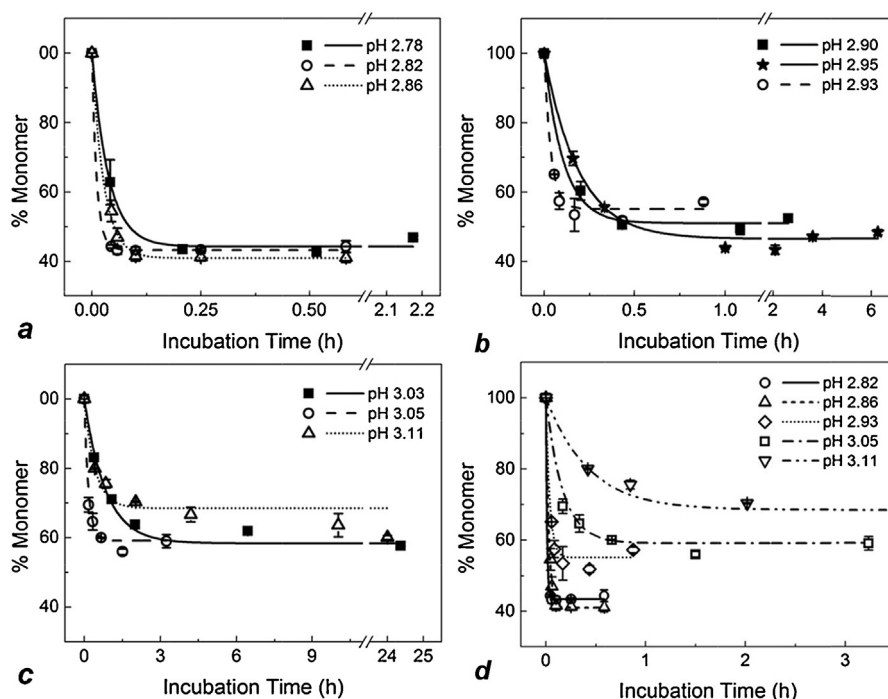 00
80
60
40
% Monomer
pH 2.78
pH 2.82
pH 2.86
0.00 0.25 0.50 2.1 2.2
Incubation Time (h)
a
100
80
60
40
% Monomer
pH 2.90
pH 2.95
pH 2.93
0.0 0.5 1.0 2 4 6
Incubation Time (h)
b
00
80
60
40
% Monomer
pH 3.03
pH 3.05
pH 3.11
0 3 6 9 24 25
Incubation Time (h)
c
100
80
60
40
% Monomer
pH 2.82
pH 2.86
pH 2.93
pH 3.05
pH 3.11
0 1 2 3
Incubation Time (h)
d